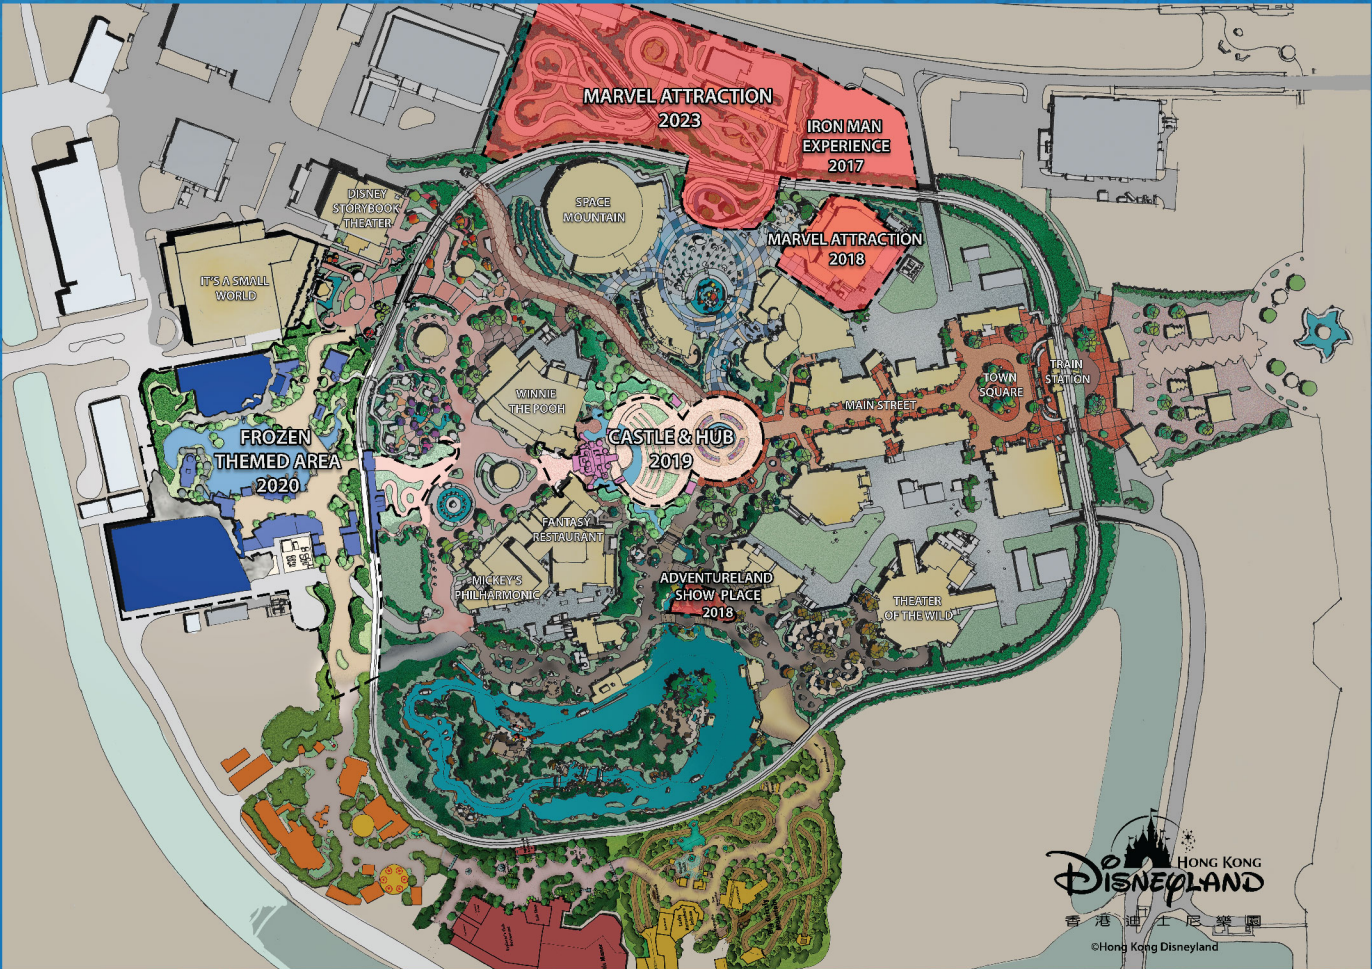 MARVEL ATTRACTION
2023
IRON MAN
EXPERIENCE
2017
DISNEY
STORYBOOK
THEATER
SPACE
MOUNTAIN
MARVEL ATTRACTION
2018
IT'S A SMALL
WORLD
WINNIE
THE POOH
TOWN
SQUARE
TRAIN
STATION
MAIN STREET
FROZEN
THEMED AREA
2020
CASTLE & HUB
2019
FANTASY
RESTAURANT
MICKEY'S
PHILHARMONIC
ADVENTURELAND
SHOW PLACE
2018
THEATER
OF THE WILD
HONG KONG
DISNEYLAND
香港迪士尼樂園
©Hong Kong Disneyland